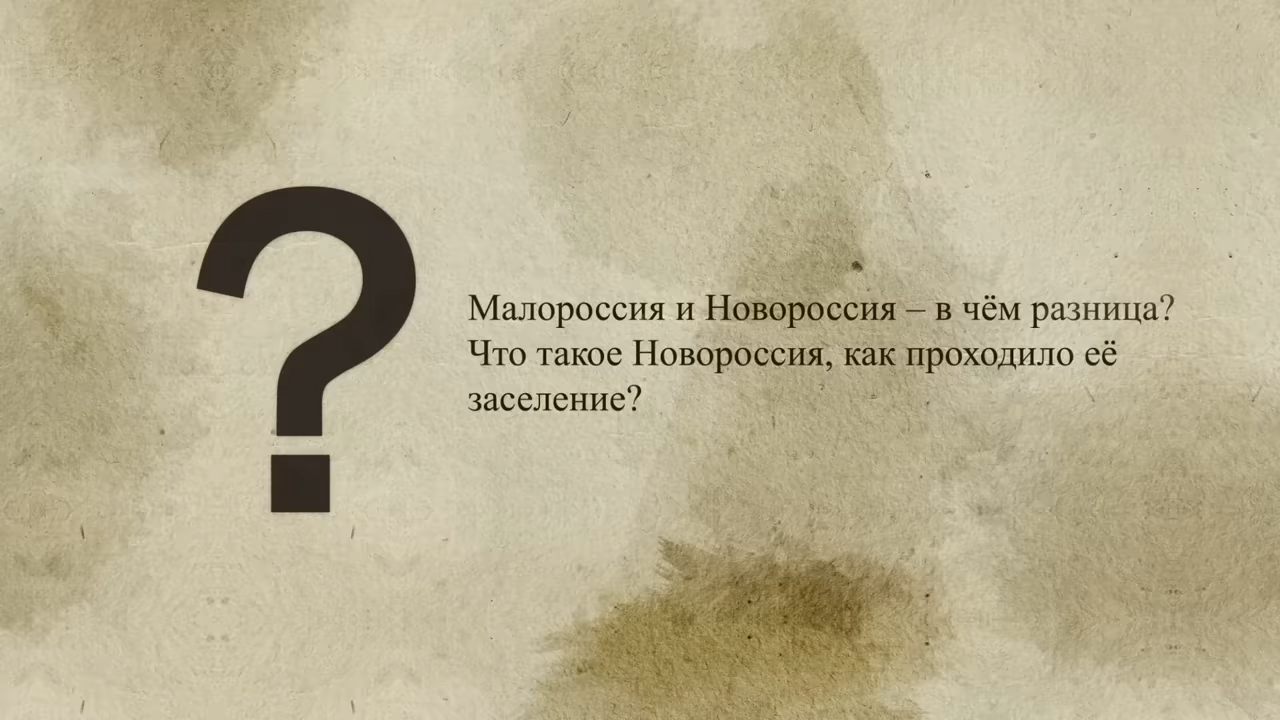 Малороссия и Новороссия – в чём разница?
Что такое Новороссия, как проходило её
заселение?